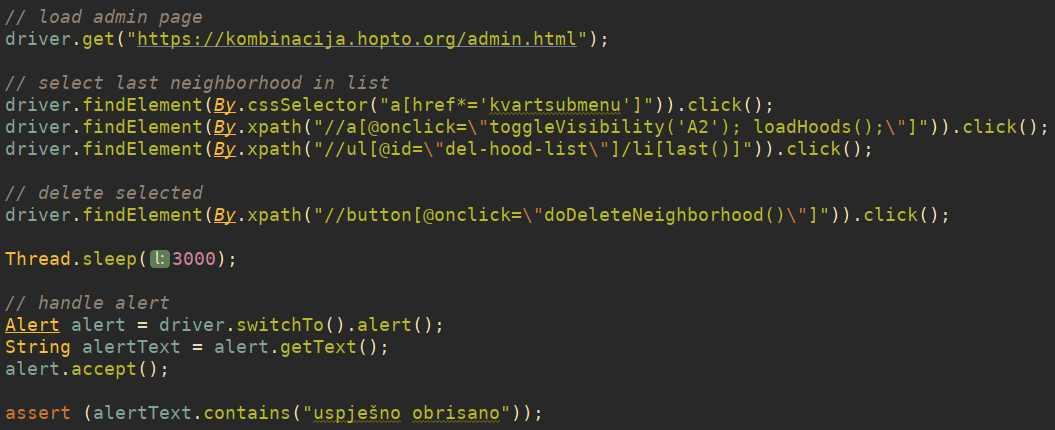 // load admin page
driver.get("https://kombinacija.hopto.org/admin.html");
// select last neighborhood in list
driver.findElement(By.cssSelector("a[href*='kvartsubmenu']")).click();
driver.findElement(By.xpath("//a[@onclick=\"toggleVisibility('A2'); loadHoods();\"]")).click();
driver.findElement(By.xpath("//ul[@id=\"del-hood-list\"]/li[last()]")).click();
// delete selected
driver.findElement(By.xpath("//button[@onclick=\"doDeleteNeighborhood()\"]")).click();
Thread.sleep(l: 3000);
// handle alert
Alert alert = driver.switchTo().alert();
String alertText = alert.getText();
alert.accept();
assert (alertText.contains("uspješno obrisano"));